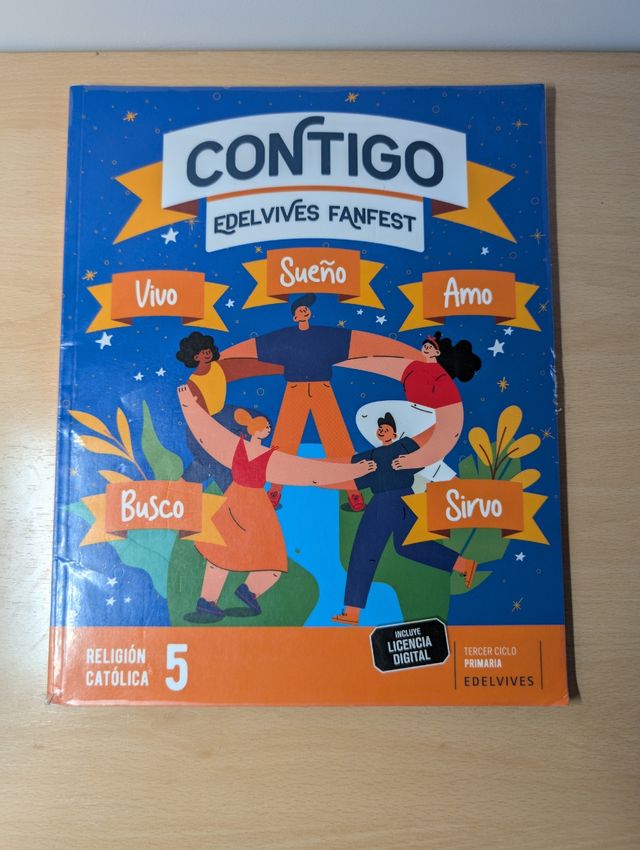 CONTIGO
EDELVIVES FANFEST
Vivo
Sueño
Amo
Busco
Sirvo
RELIGIÓN
CATÓLICA 5
INCLUYE
LICENCIA
DIGITAL
TERCER CICLO
PRIMARIA
EDELVIVES